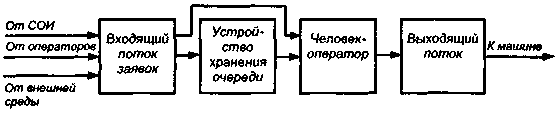 От СОИ
От операторов
От внешней
среды
Входящий
поток
заявок
Устрой-
ство
хранения
очереди
Человек-
оператор
Выходящий
поток
К машине